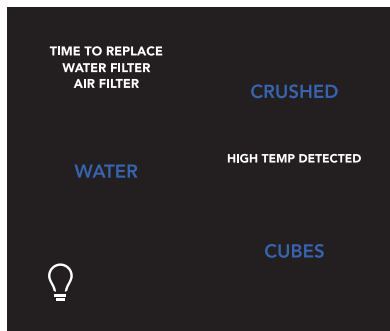 TIME TO REPLACE
WATER FILTER
AIR FILTER
CRUSHED
HIGH TEMP DETECTED
WATER
CUBES